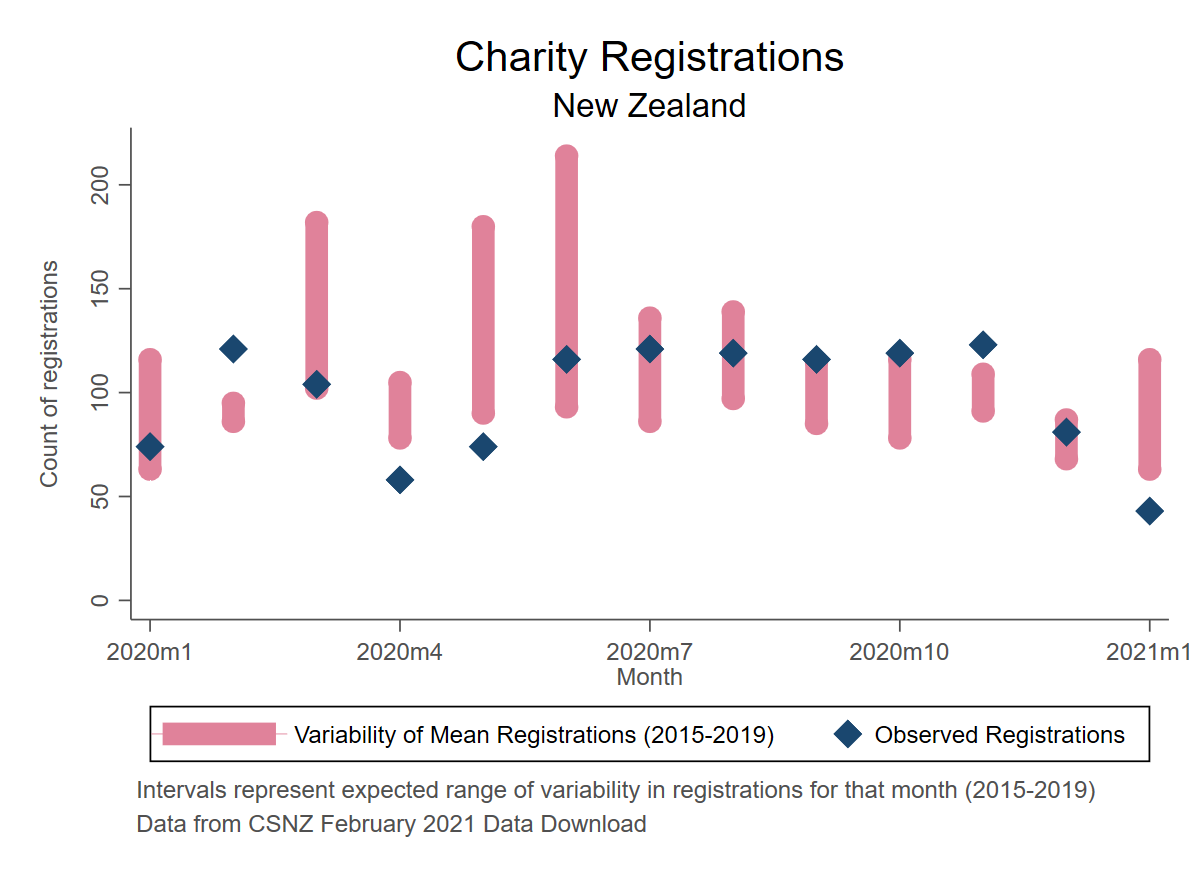 Charity Registrations
New Zealand
Count of registrations
200
150
100
50
0
2020m1 2020m4 2020m7 2020m10 2021m1
Month
Variability of Mean Registrations (2015-2019) Observed Registrations
Intervals represent expected range of variability in registrations for that month (2015-2019)
Data from CSNZ February 2021 Data Download